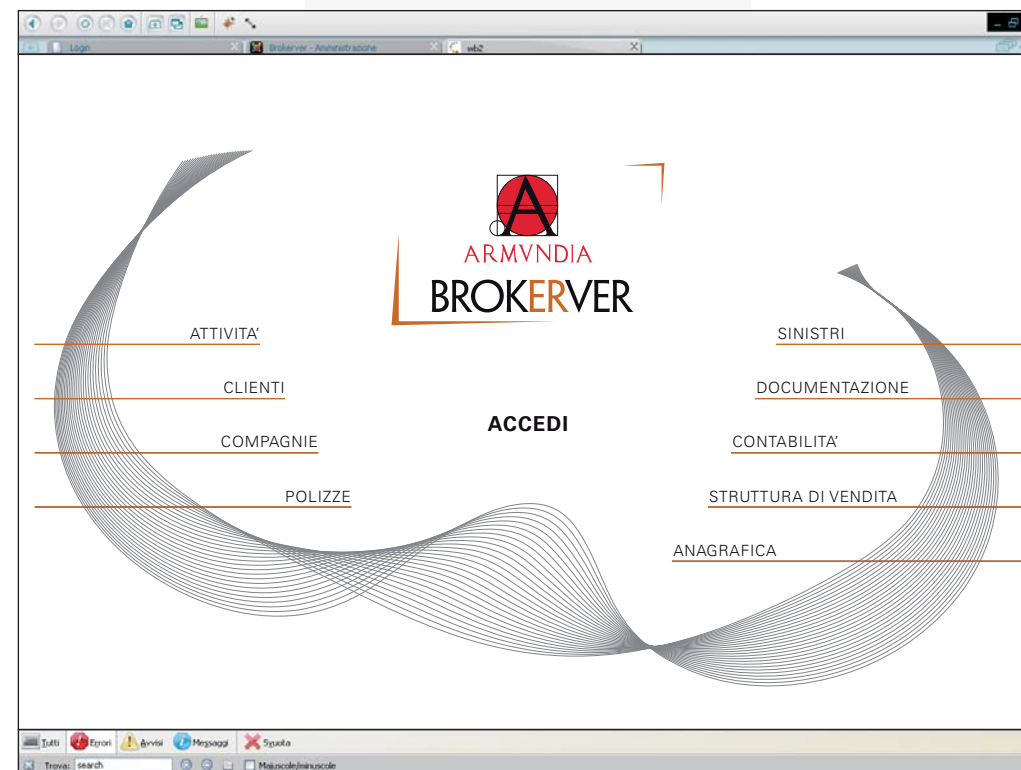 Login
Brokerver - Amministrazione
wb2
A
ARMVNDIA
BROKERVER
ATTIVITA'
CLIENTI
COMPAGNIE
POLIZZE
ACCEDI
SINISTRI
DOCUMENTAZIONE
CONTABILITA'
STRUTTURA DI VENDITA
ANAGRAFICA
Tutti Errori Avvisi Messaggi Svuota
Trova: search Maiuscole/minuscole